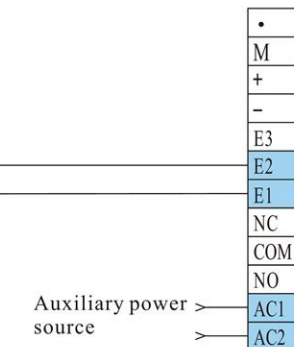 •
M
+
–
E3
E2
E1
NC
COM
NO
Auxiliary power
source
AC1
AC2